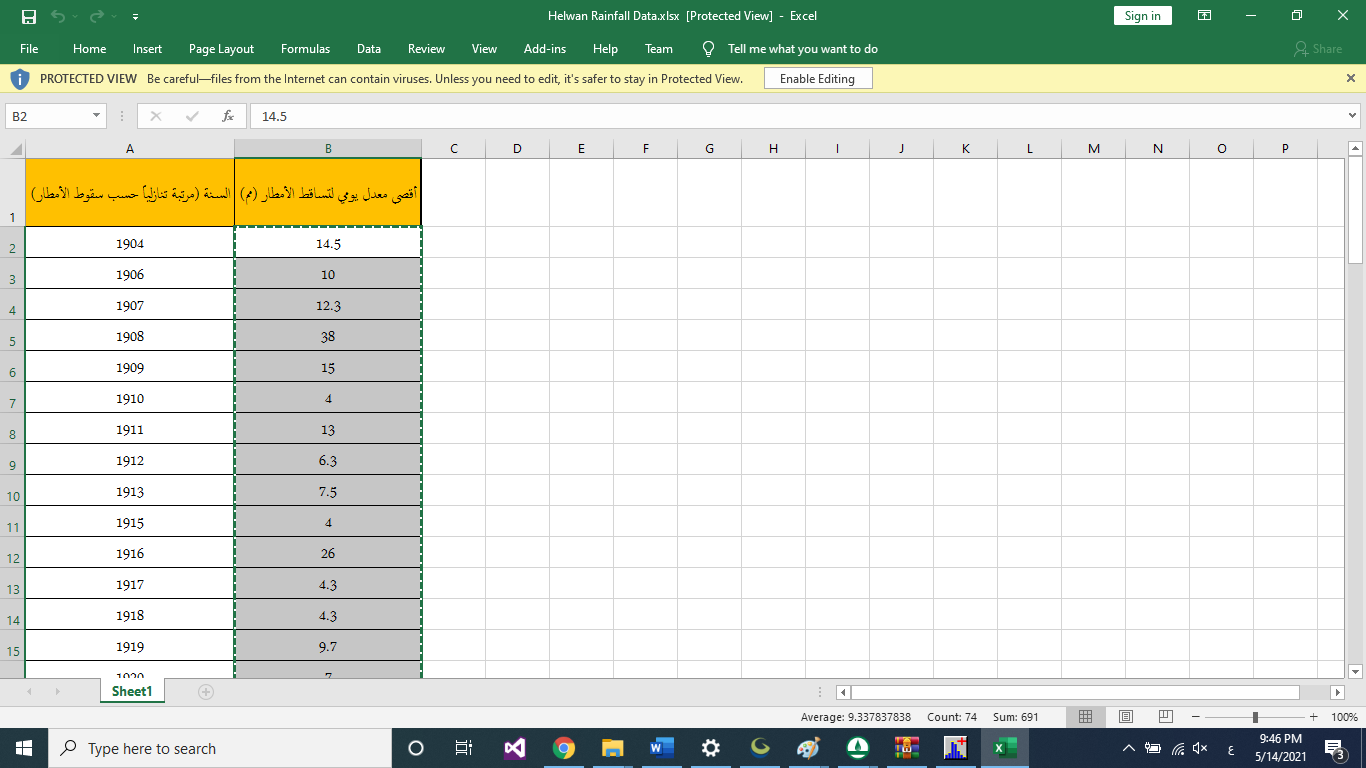 Helwan Rainfall Data.xlsx [Protected View] - Excel
Sign in
File Home Insert Page Layout Formulas Data Review View Add-ins Help Team Tell me what you want to do Share
PROTECTED VIEW Be careful—files from the Internet can contain viruses. Unless you need to edit, it's safer to stay in Protected View. Enable Editing
B2 fx 14.5
A B C D E F G H I J K L M N O P
1 السنة (مرتبة تنازلياً حسب سقوط الأمطار) أقصى معدل يومي لتساقط الأمطار (مم)
2 1904 14.5
3 1906 10
4 1907 12.3
5 1908 38
6 1909 15
7 1910 4
8 1911 13
9 1912 6.3
10 1913 7.5
11 1915 4
12 1916 26
13 1917 4.3
14 1918 4.3
15 1919 9.7
1920 7
Sheet1
Average: 9.337837838 Count: 74 Sum: 691 100%
Type here to search
ع
9:46 PM
5/14/2021
3